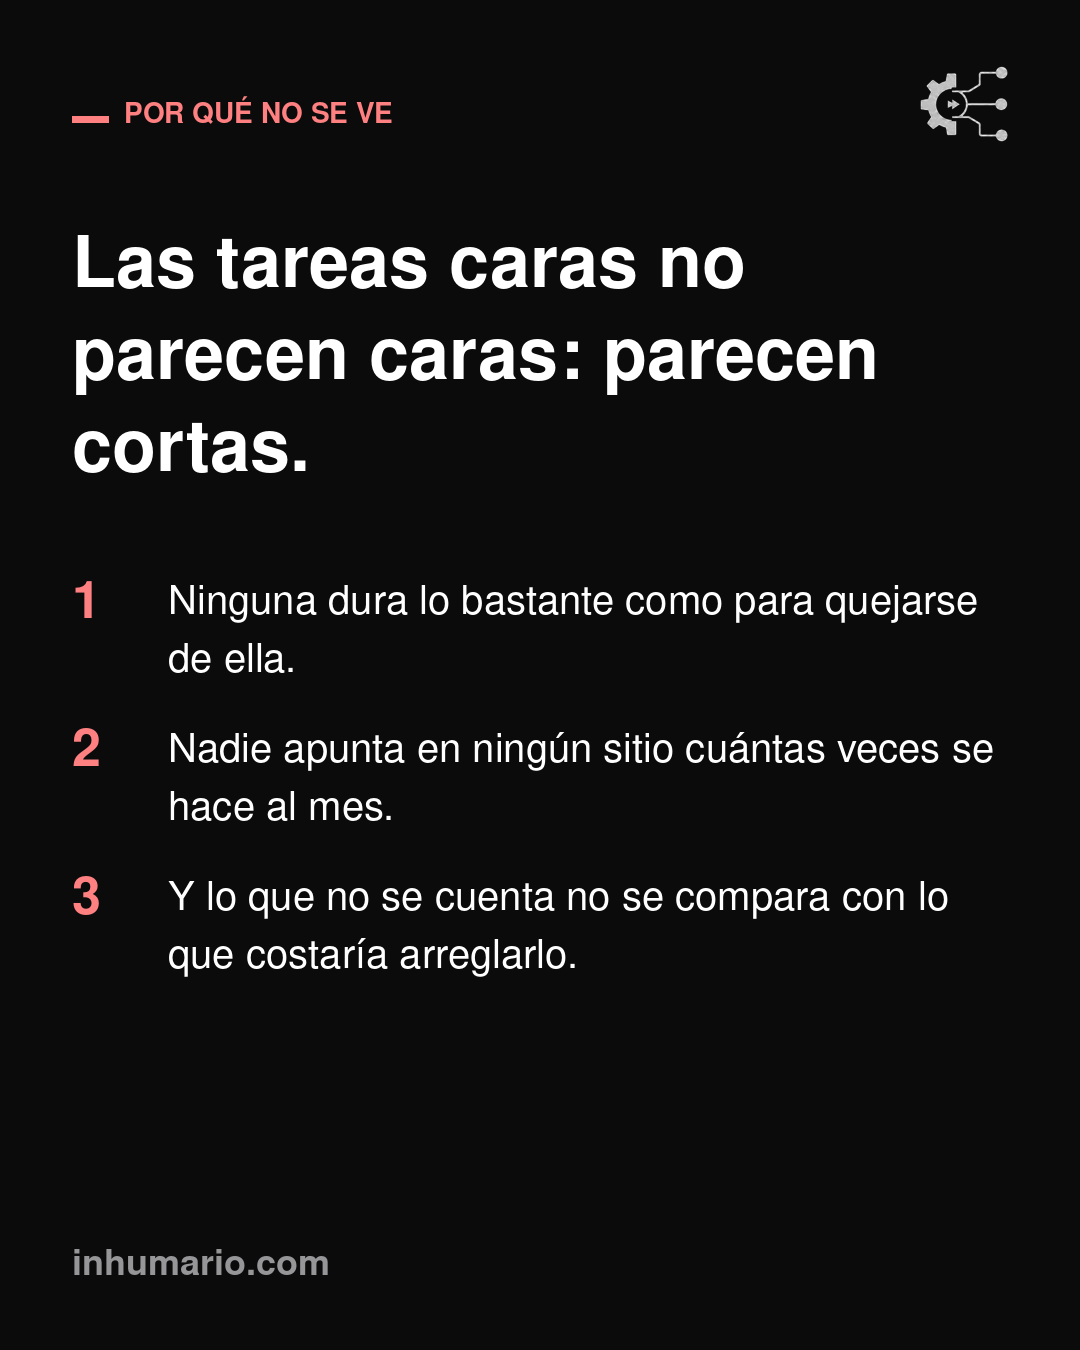 POR QUÉ NO SE VE
Las tareas caras no
parecen caras: parecen
cortas.
1 Ninguna dura lo bastante como para quejarse
de ella.
2 Nadie apunta en ningún sitio cuántas veces se
hace al mes.
3 Y lo que no se cuenta no se compara con lo
que costaría arreglarlo.
inhumario.com